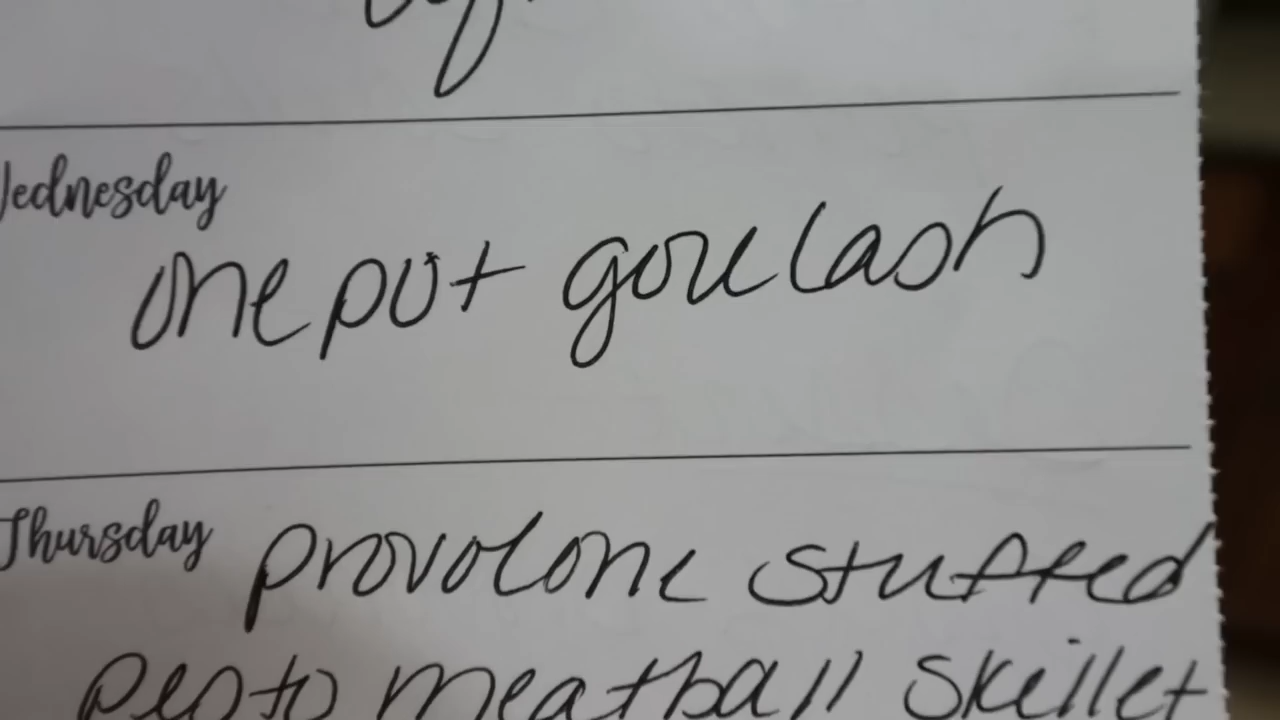 Wednesday
one pot goulash
Thursday provolone stuffed
pesto meatball skillet